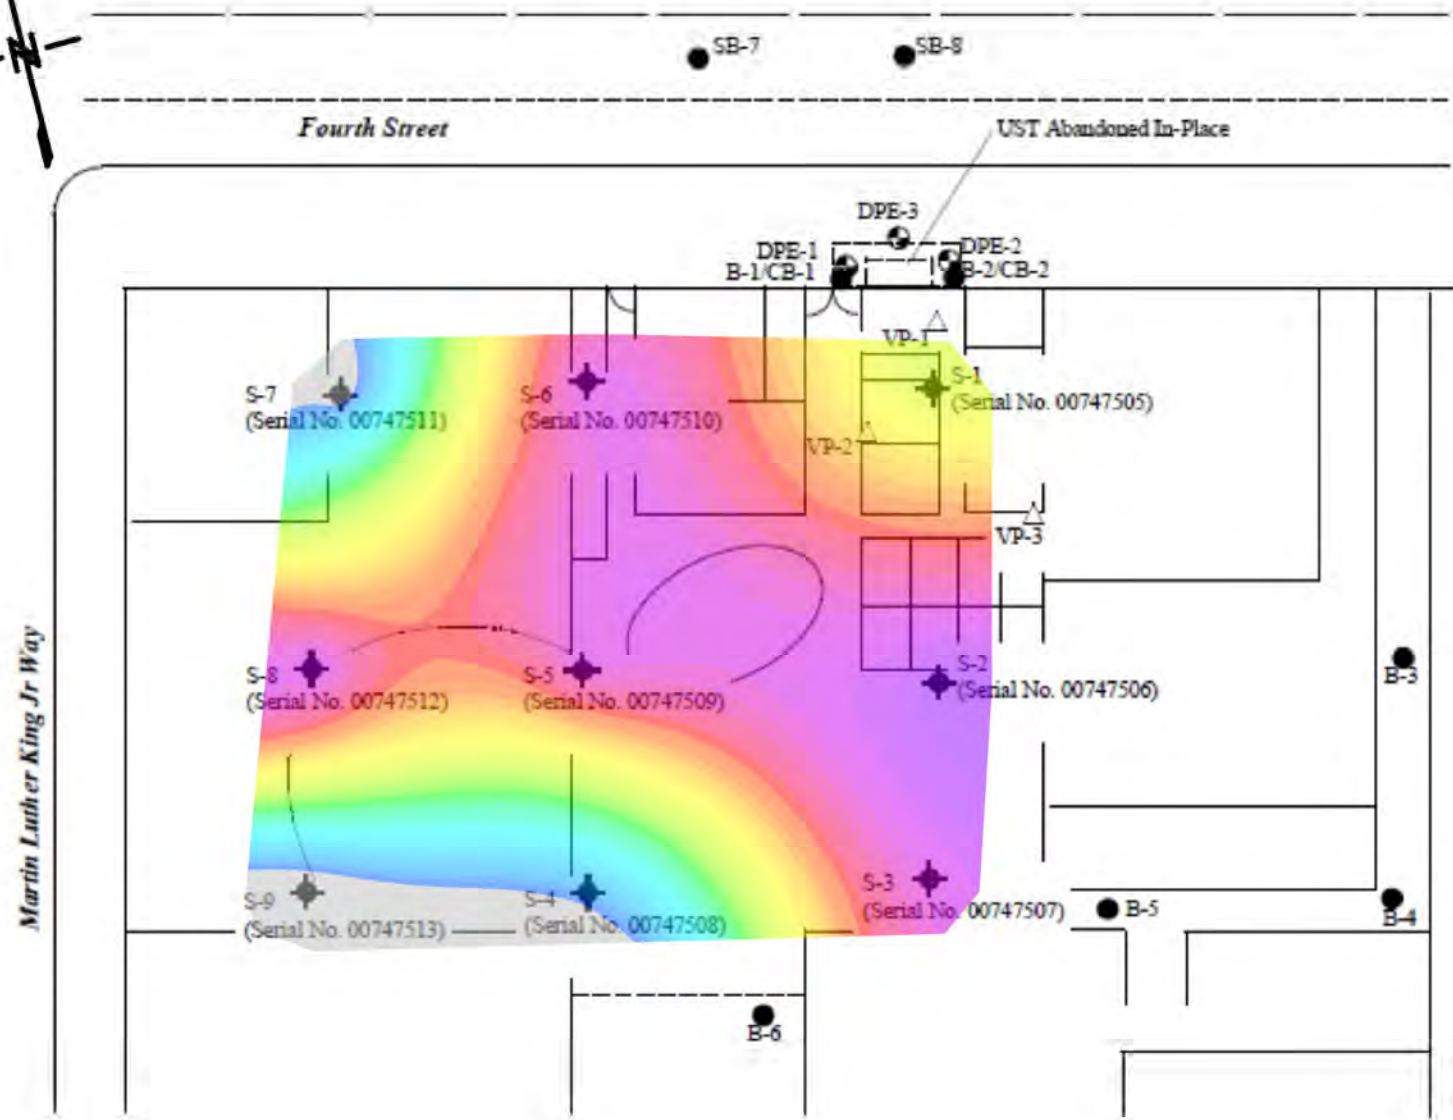 SB-7
SB-8
Fourth Street
UST Abandoned In-Place
DPE-3
DPE-1
DPE-2
B-1/CB-1
B-2/CB-2
VP-1
S-7
(Serial No. 00747511)
S-6
(Serial No. 00747510)
S-1
(Serial No. 00747505)
VP-2
VP-3
S-8
(Serial No. 00747512)
S-5
(Serial No. 00747509)
S-2
(Serial No. 00747506)
B-3
Martin Luther King Jr Way
S-9
(Serial No. 00747513)
S-4
(Serial No. 00747508)
S-3
(Serial No. 00747507)
B-5
B-4
B-6